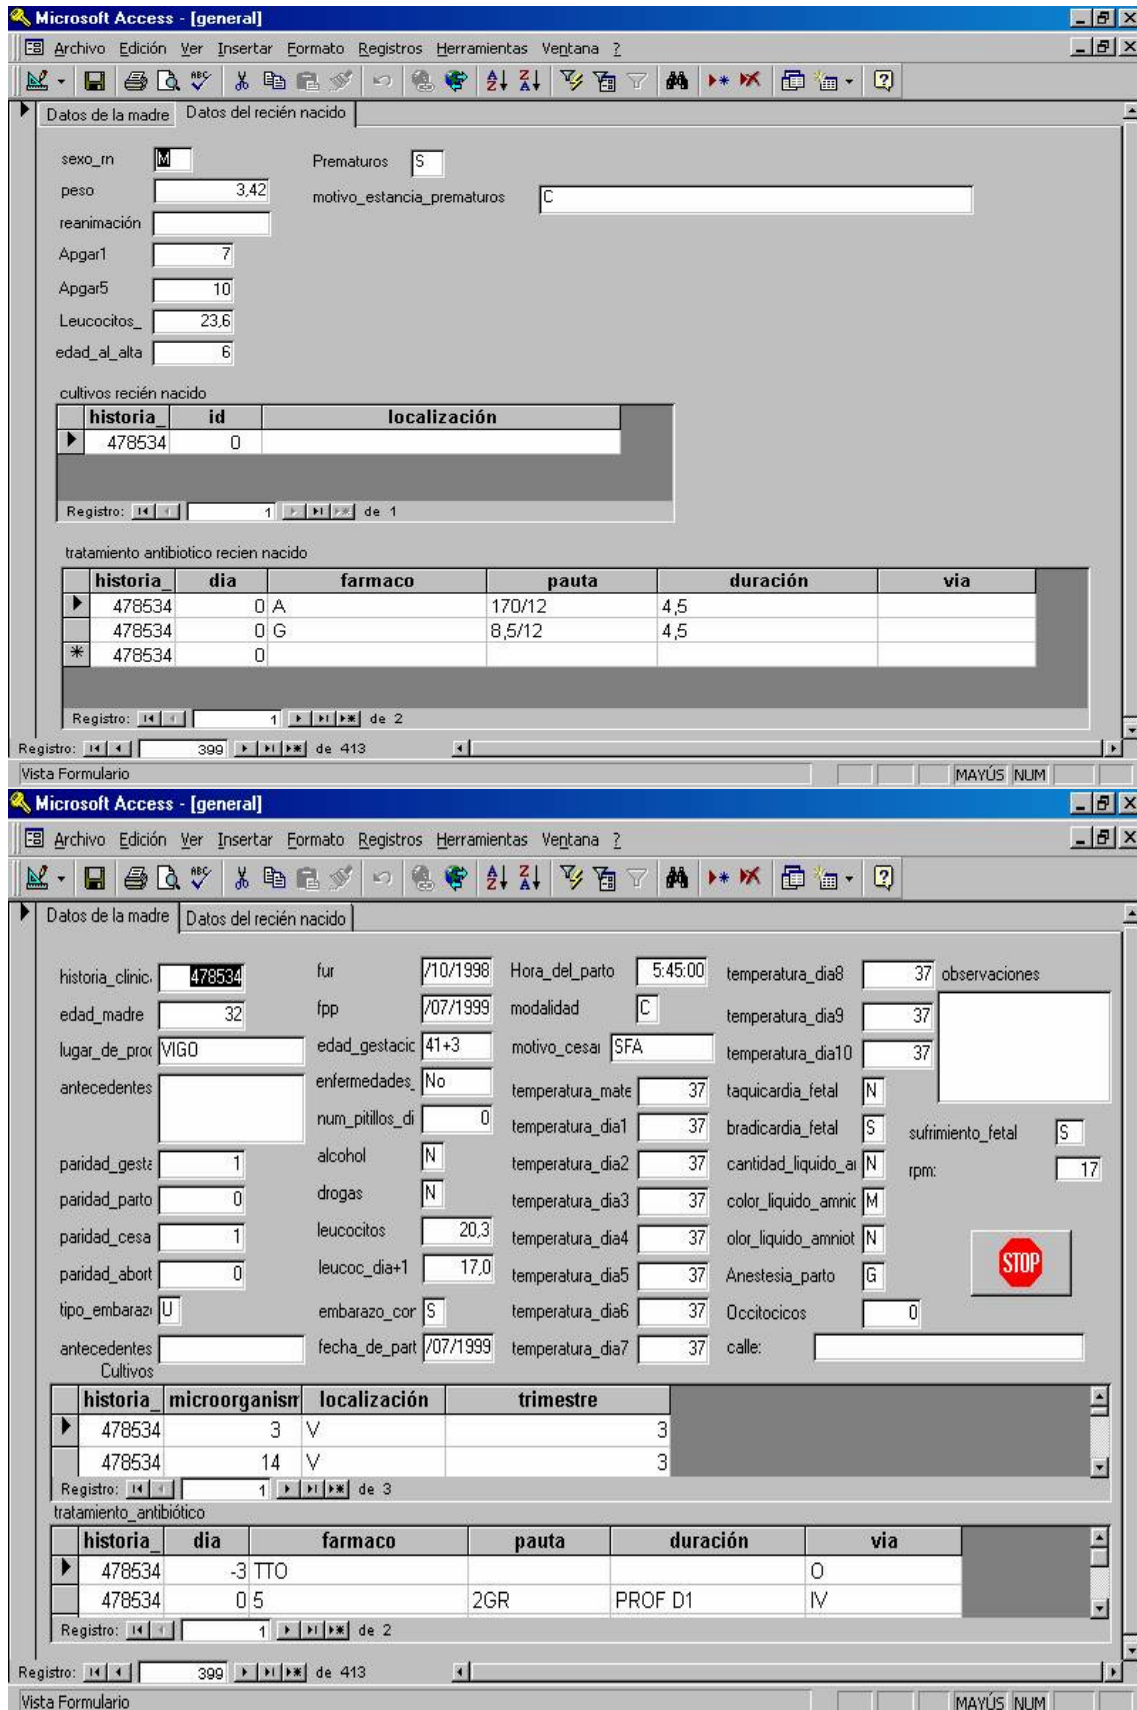 Microsoft Access - [general]
Archivo Edición Ver Insertar Formato Registros Herramientas Ventana ?
Datos de la madre Datos del recién nacido
sexo_rn M Prematuros S
peso 3,42 motivo_estancia_prematuros C
reanimación
Apgar1 7
Apgar5 10
Leucocitos_ 23,6
edad_al_alta 6
cultivos recién nacido
historia_ id localización
478534 0
Registro: 1 de 1
tratamiento antibiotico recien nacido
historia_ dia farmaco pauta duración via
478534 0 A 170/12 4,5
478534 0 G 8,5/12 4,5
478534 0
Registro: 1 de 2
Registro: 399 de 413
Vista Formulario MAYÚS NUM
Microsoft Access - [general]
Archivo Edición Ver Insertar Formato Registros Herramientas Ventana ?
Datos de la madre Datos del recién nacido
historia_clinic. 478534 fur /10/1998 Hora_del_parto 5:45:00 temperatura_dia8 37 observaciones
edad_madre 32 fpp /07/1999 modalidad C temperatura_dia9 37
lugar_de_pro VIGO edad_gestacic 41+3 motivo_cesar SFA temperatura_dia10 37
antecedentes enfermedades_ No temperatura_mate 37 taquicardia_fetal N
num_pitillos_di 0 temperatura_dia1 37 bradicardia_fetal S sufrimiento_fetal S
paridad_gesta 1 alcohol N temperatura_dia2 37 cantidad_liquido_ai N rpm: 17
paridad_parto 0 drogas N temperatura_dia3 37 color_liquido_amnic M
paridad_cesa 1 leucocitos 20,3 temperatura_dia4 37 olor_liquido_amniot N STOP
paridad_abort 0 leucoc_dia+1 17,0 temperatura_dia5 37 Anestesia_parto G
tipo_embaraz U embarazo_cor S temperatura_dia6 37 Occitocicos 0
antecedentes fecha_de_part /07/1999 temperatura_dia7 37 calle:
Cultivos
historia_ microorganism localización trimestre
478534 3 V 3
478534 14 V 3
Registro: 1 de 3
tratamiento_antibiótico
historia_ dia farmaco pauta duración via
478534 -3 TTO O
478534 0 5 2GR PROF D1 IV
Registro: 1 de 2
Registro: 399 de 413
Vista Formulario MAYÚS NUM